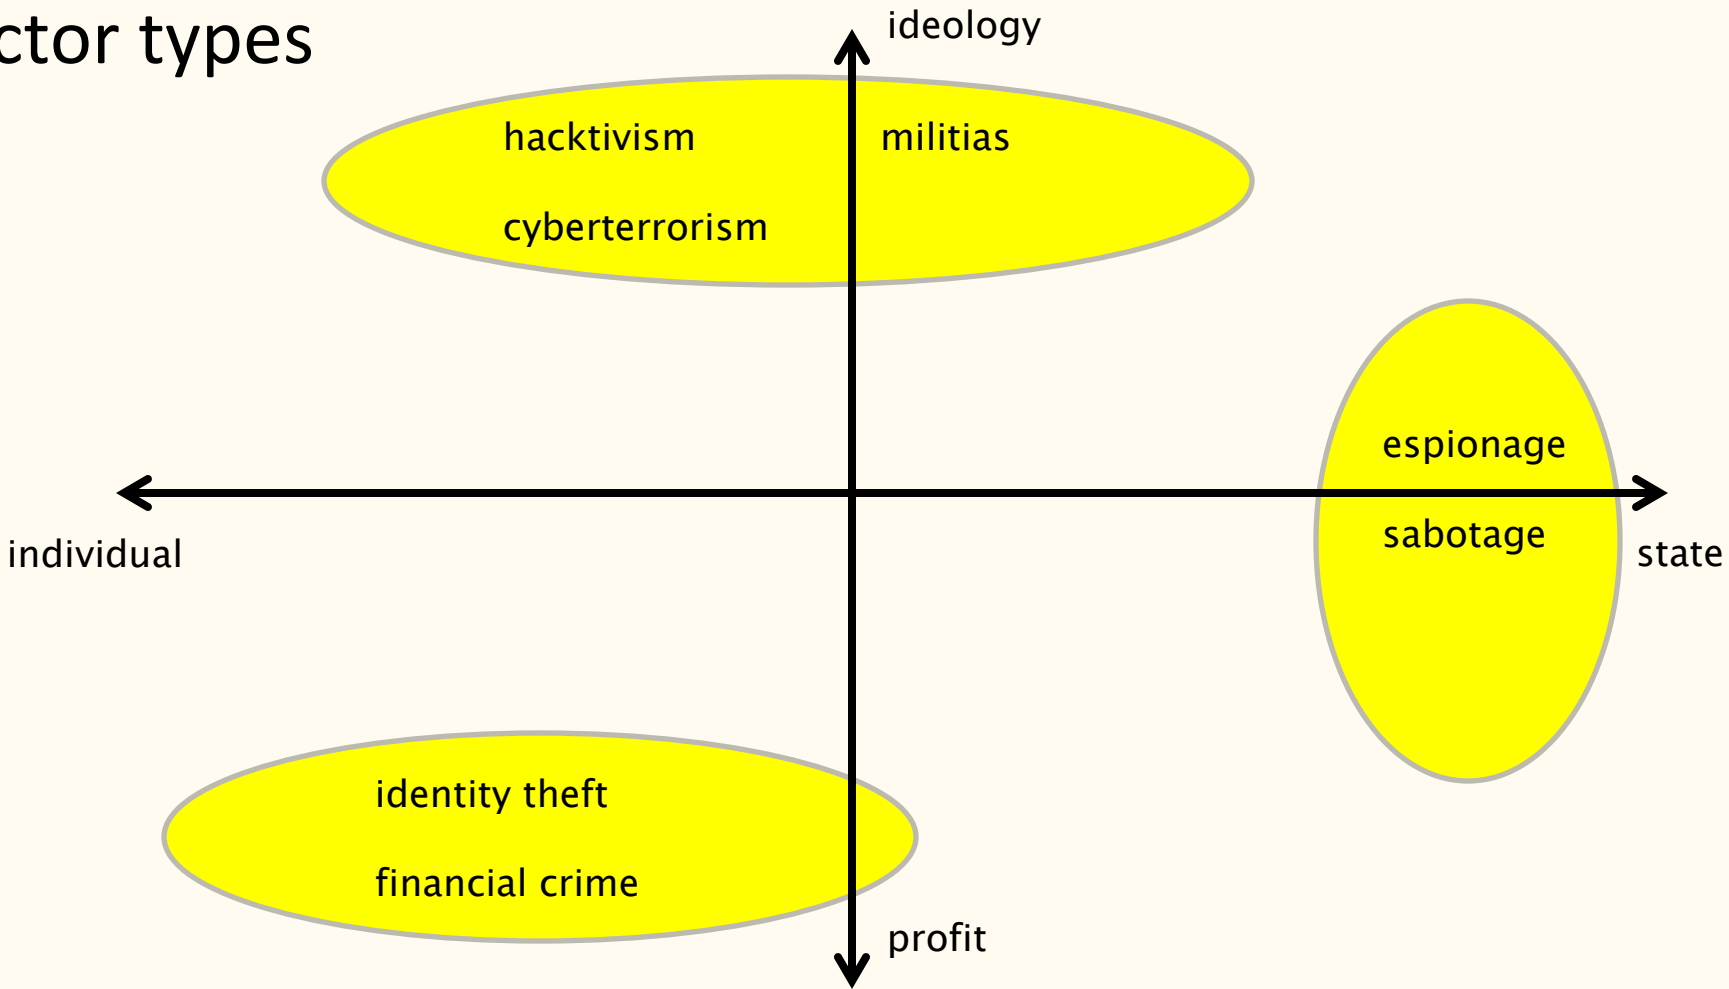 ctor types
ideology
hacktivism
militias
cyberterrorism
espionage
sabotage
individual
state
identity theft
financial crime
profit